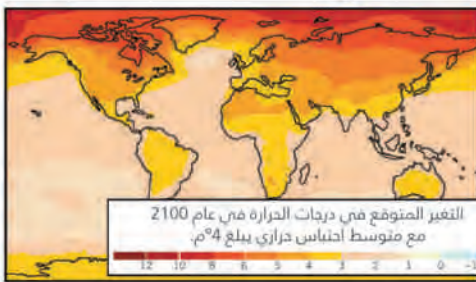 التغير المتوقع في درجات الحرارة في عام 2100
مع متوسط احتباس حراري يبلغ 4°م.
12 10 8 6 4 3 2 1 0 -1